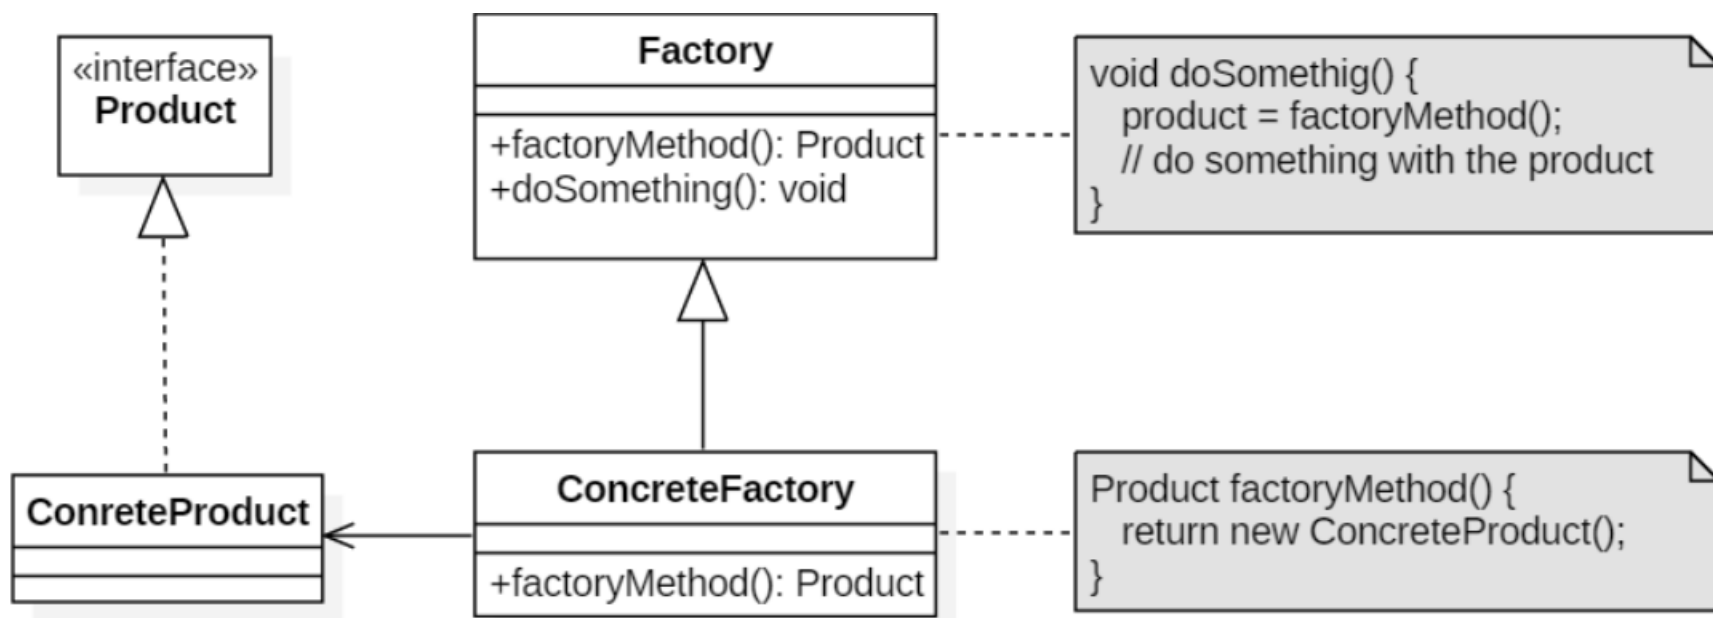 «interface»
Product
Factory
+factoryMethod(): Product
+doSomething(): void
void doSomethig() {
product = factoryMethod();
// do something with the product
}
ConreteProduct
ConcreteFactory
+factoryMethod(): Product
Product factoryMethod() {
return new ConcreteProduct();
}